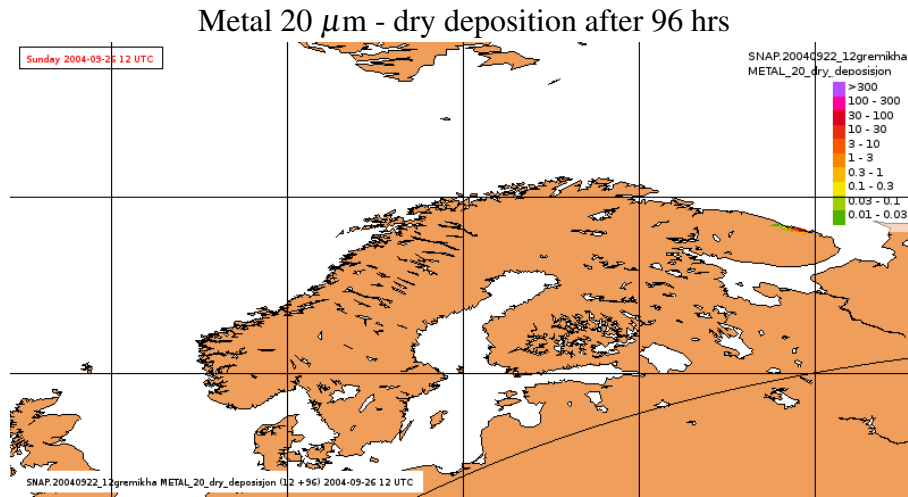 Metal 20 μm - dry deposition after 96 hrs
Sunday 2004-09-26 12 UTC
SNAP.20040922_12gremikha
METAL_20_dry_deposisjon
>300
100 - 300
30 - 100
10 - 30
3 - 10
1 - 3
0.3 - 1
0.1 - 0.3
0.03 - 0.1
0.01 - 0.03
SNAP.20040922_12gremikha METAL_20_dry_deposisjon (12 +96) 2004-09-26 12 UTC